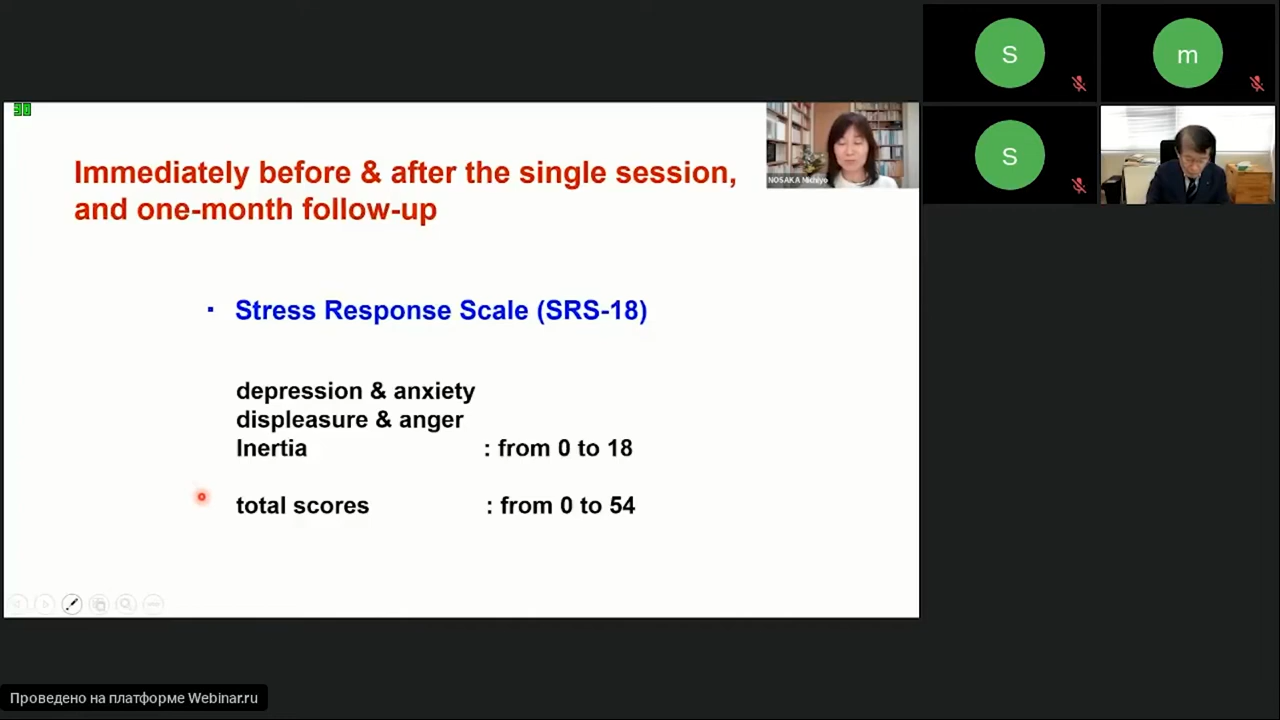 30
Immediately before & after the single session,
and one-month follow-up
NOSAKA Michiyo
▪ Stress Response Scale (SRS-18)
depression & anxiety
displeasure & anger
Inertia : from 0 to 18
total scores : from 0 to 54
S
m
S
Проведено на платформе Webinar.ru